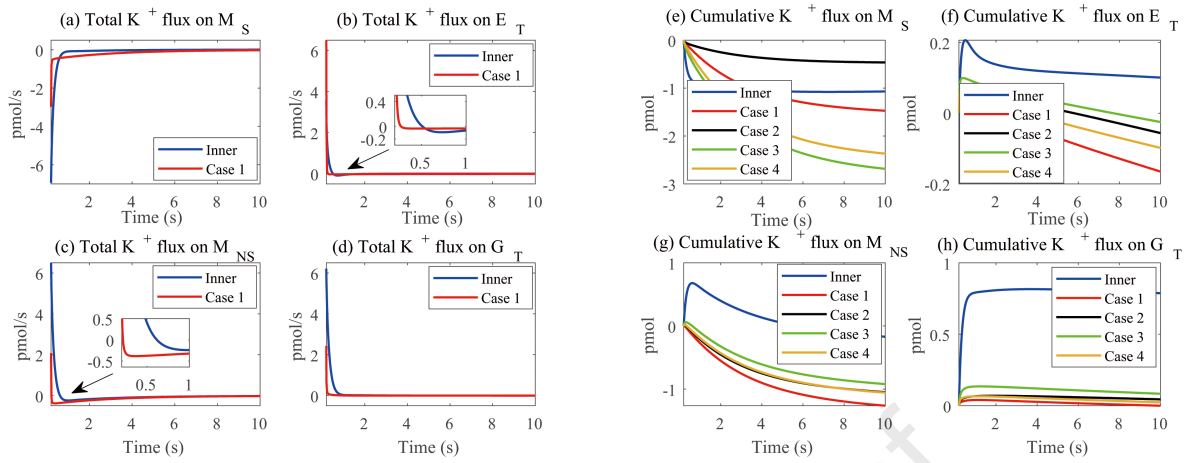 (a) Total K + flux on M S
pmol/s
0
-2
-4
-6
Inner
Case 1
2 4 6 8 10
Time (s)
(b) Total K + flux on E T
pmol/s
6
4
2
0
Inner
Case 1
0.4
0
-0.2
0.5 1
2 4 6 8 10
Time (s)
(c) Total K + flux on M NS
pmol/s
6
4
2
0
Inner
Case 1
0.5
0
-0.5
0.5 1
2 4 6 8 10
Time (s)
(d) Total K + flux on G T
pmol/s
6
4
2
0
Inner
Case 1
2 4 6 8 10
Time (s)
(e) Cumulative K + flux on M S
pmol
0
-1
-2
-3
Inner
Case 1
Case 2
Case 3
Case 4
2 4 6 8 10
Time (s)
(f) Cumulative K + flux on E T
pmol
0.2
0
-0.2
Inner
Case 1
Case 2
Case 3
Case 4
2 4 6 8 10
Time (s)
(g) Cumulative K + flux on M NS
pmol
1
0
-1
Inner
Case 1
Case 2
Case 3
Case 4
2 4 6 8 10
Time (s)
(h) Cumulative K + flux on G T
pmol
1
0.5
0
Inner
Case 1
Case 2
Case 3
Case 4
2 4 6 8 10
Time (s)
f